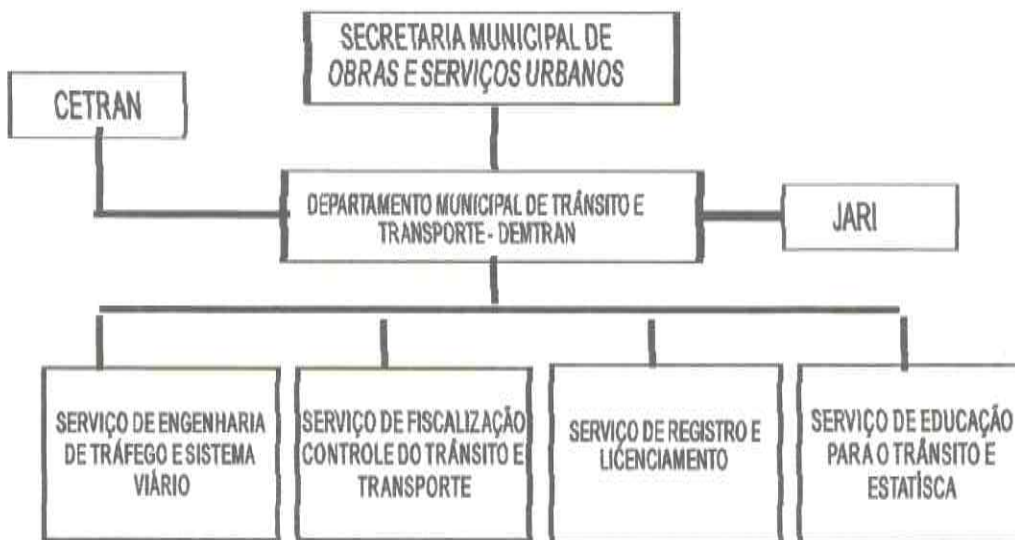 SECRETARIA MUNICIPAL DE
OBRAS E SERVIÇOS URBANOS
CETRAN
DEPARTAMENTO MUNICIPAL DE TRÂNSITO E
TRANSPORTE - DEMTRAN
JARI
SERVIÇO DE ENGENHARIA
DE TRÁFEGO E SISTEMA
VIÁRIO
SERVIÇO DE FISCALIZAÇÃO
CONTROLE DO TRÂNSITO E
TRANSPORTE
SERVIÇO DE REGISTRO E
LICENCIAMENTO
SERVIÇO DE EDUCAÇÃO
PARA O TRÂNSITO E
ESTATÍSCA